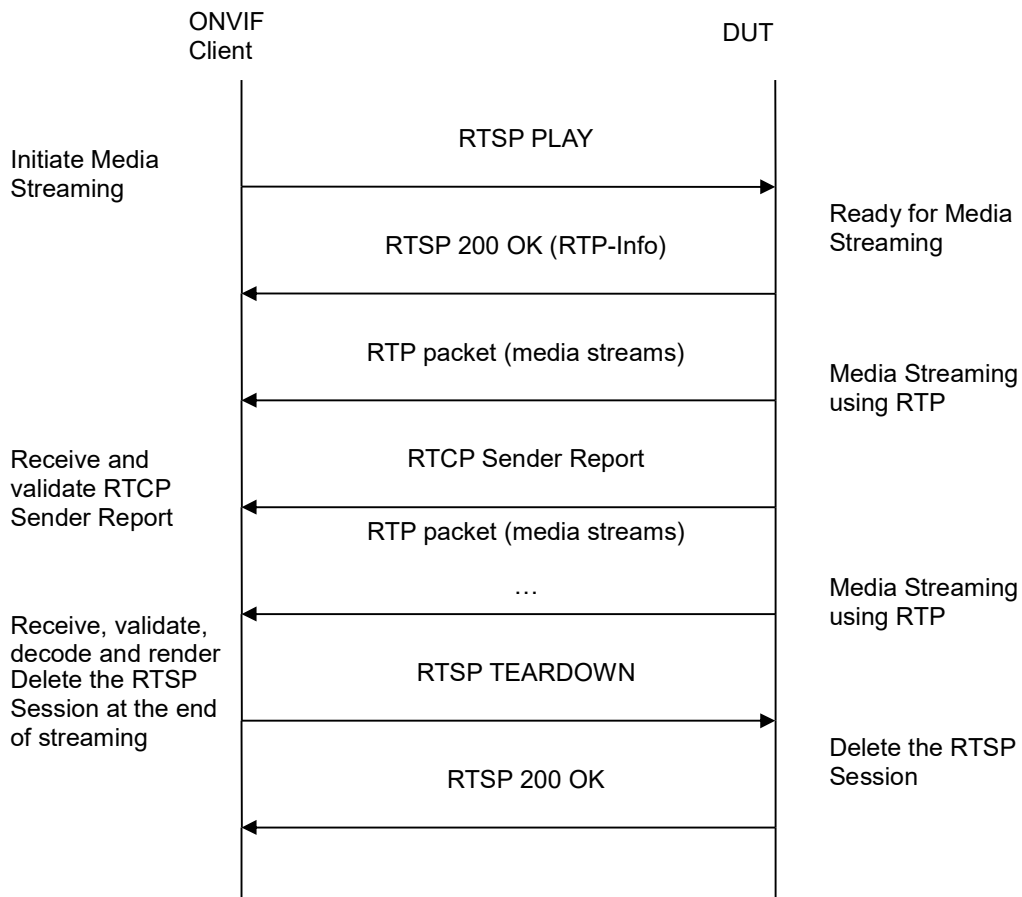 ONVIF
Client
DUT
RTSP PLAY
Initiate Media
Streaming
Ready for Media
Streaming
RTSP 200 OK (RTP-Info)
RTP packet (media streams)
Media Streaming
using RTP
RTCP Sender Report
Receive and
validate RTCP
Sender Report
RTP packet (media streams)
…
Media Streaming
using RTP
Receive, validate,
decode and render
Delete the RTSP
Session at the end
of streaming
RTSP TEARDOWN
Delete the RTSP
Session
RTSP 200 OK